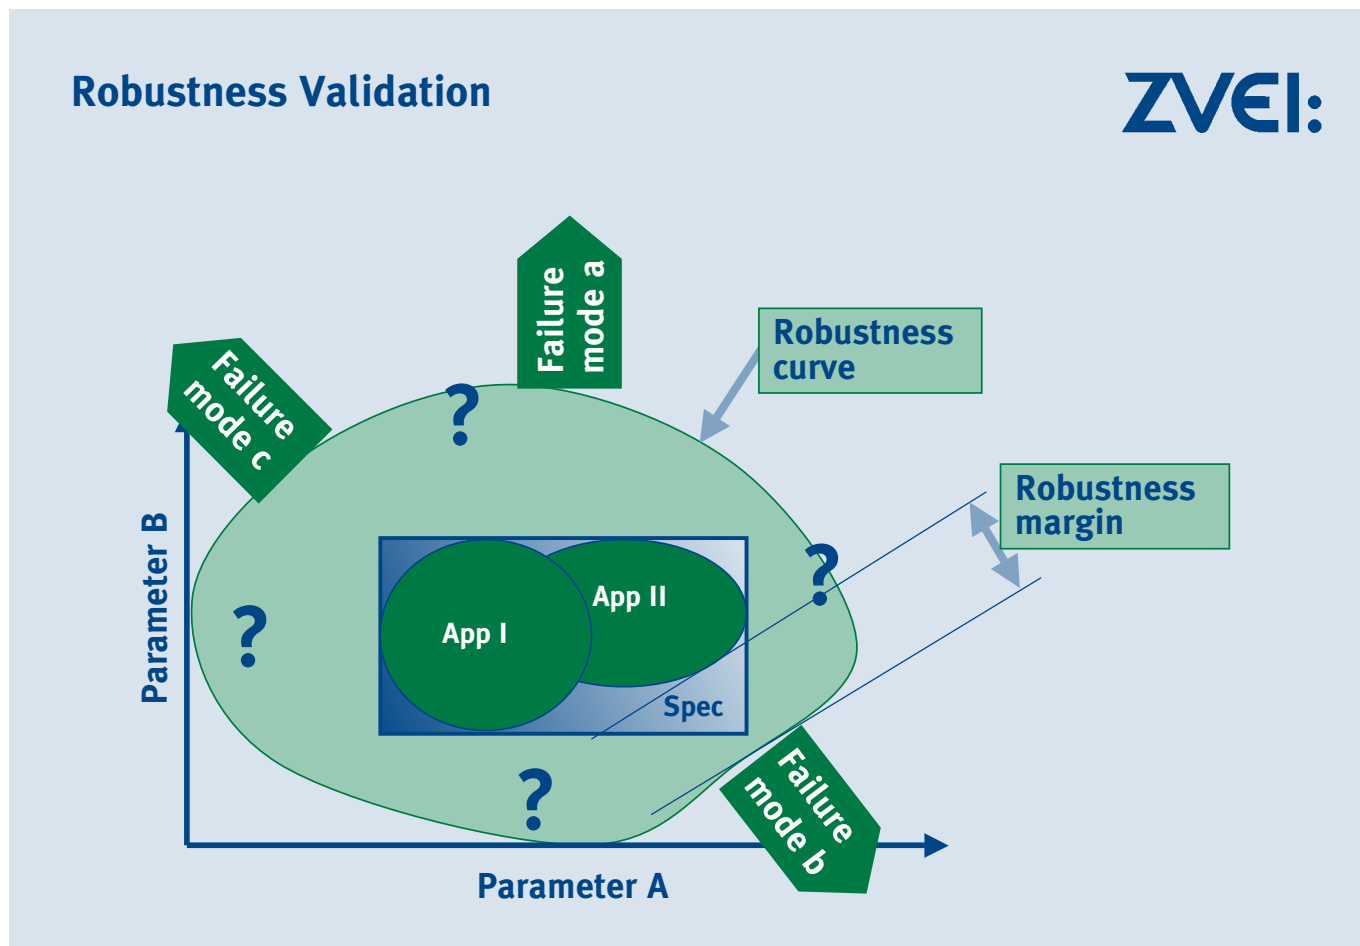 Robustness Validation
ZVEI:
Failure
mode a
Robustness
curve
Failure
mode c
?
Robustness
margin
Parameter B
?
App II
?
App I
Spec
?
Failure
mode b
Parameter A